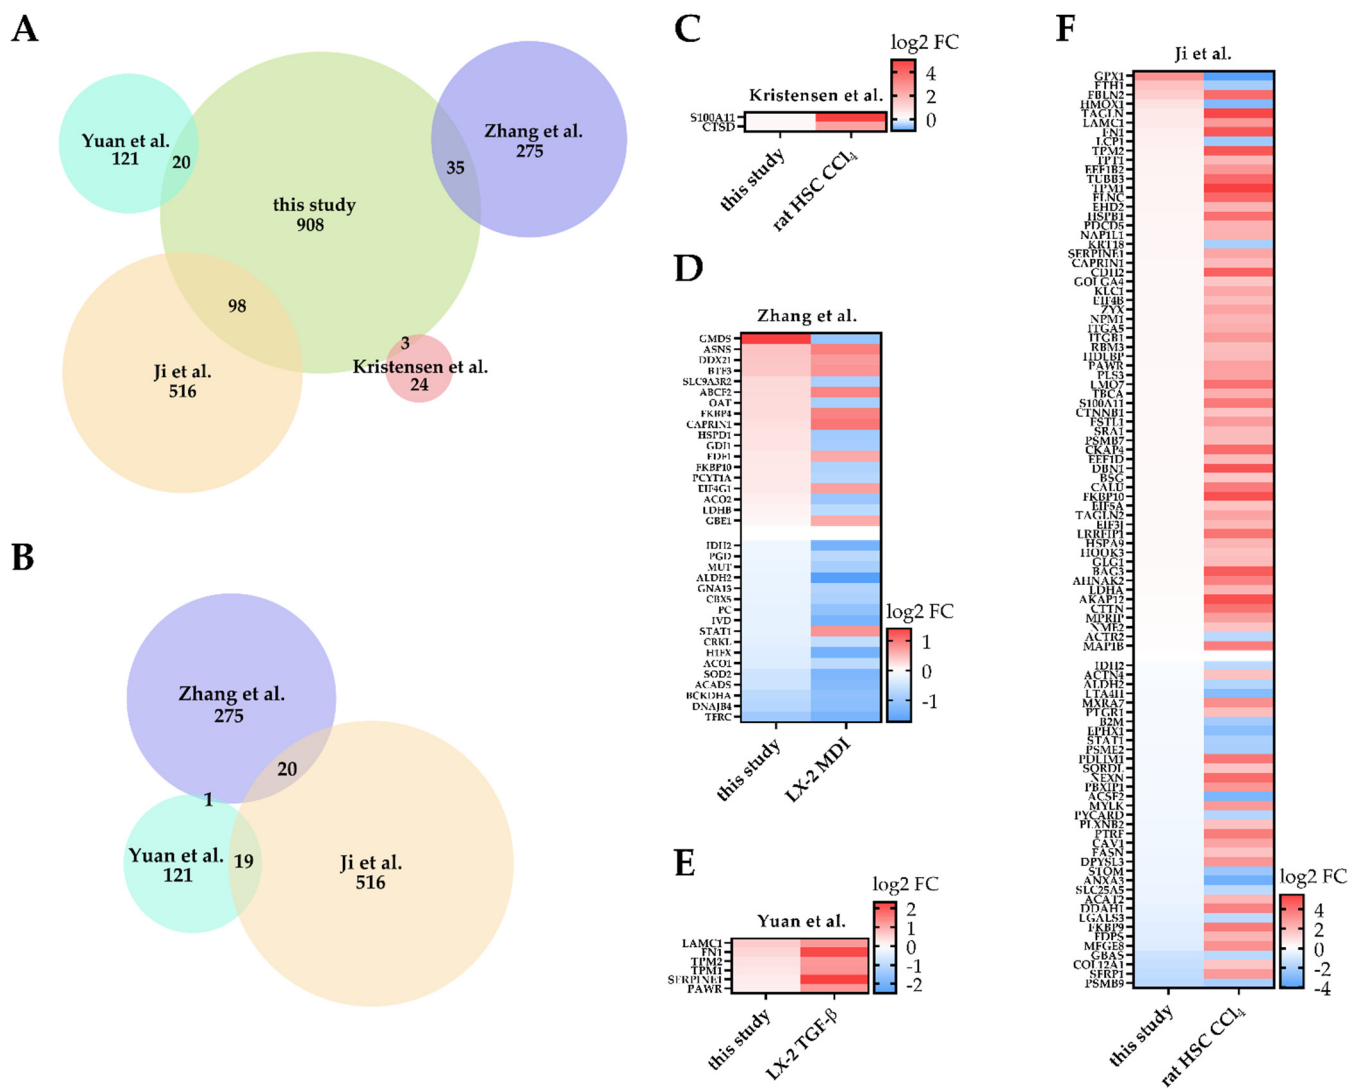 A
Yuan et al.
121
20
this study
908
35
Zhang et al.
275
98
Ji et al.
516
3
Kristensen et al.
24
B
Zhang et al.
275
20
1
Yuan et al.
121
19
Ji et al.
516
C
log2 FC
4
2
0
Kristensen et al.
S100A11
CTSD
this study
rat HSC CCl4
D
Zhang et al.
GMDS
ASNS
DDX21
BTF3
SLC9A3R2
ABCF2
OAT
FKBP4
CAPRIN1
HSPD1
GDI1
FDF1
FKBP10
PCYT1A
EIF4G1
ACO2
LDHB
GBE1
IDH2
PGD
MUT
ALDH2
GNA13
CBX5
PC
IVD
STAT1
CRKL
H1FX
ACO1
SOD2
ACADS
BCKDHA
DNAJB4
TFRC
log2 FC
1
0
-1
this study
LX-2 MDI
E
log2 FC
2
1
0
-1
-2
Yuan et al.
LAMC1
FN1
TPM2
TPM1
SERPINE1
PAWR
this study
LX-2 TGF-β
F
Ji et al.
GPX1
FTH1
FBLN2
HMOX1
TAGLN
LAMC1
FN1
LCP1
TPM2
TPT1
EEF1B2
TUBB3
TPM1
FLNC
EHD2
HSPB1
PDCD5
NAP1L1
KRT18
SERPINE1
CAPRIN1
CDH2
GOLGA4
KLC1
EIF4B
ZYX
NPM1
ITGA5
ITGB1
RBM3
HDLBP
PAWR
PLS3
LMO7
TBCA
S100A11
CTNNB1
FSTL1
SRA1
PSMB7
CKAP4
EEF1D
DBN1
BSG
CALU
FKBP10
EIF5A
TAGLN2
EIF3J
LRRFIP1
HSPA9
HOOK3
GLG1
BAG3
AHNAK2
LDHA
AKAP12
CTTN
MPRIP
NME2
ACTR2
MAP1B
IDH2
ACTN4
ALDH2
LTA4H
MXRA7
PTGR1
B2M
EPHX1
STAT1
PSME2
PDLIM1
SQRDL
NEXN
PBXIP1
ACSF2
MYLK
PYCARD
PLXNB2
PTRF
CAV1
FASN
DPYSL3
STOM
ANXA3
SLC25A5
ACAT2
DDAH1
LGALS3
FKBP9
FDPS
MFGE8
GBAS
COL12A1
SFRP1
PSMB9
log2 FC
4
2
0
-2
-4
this study
rat HSC CCl4